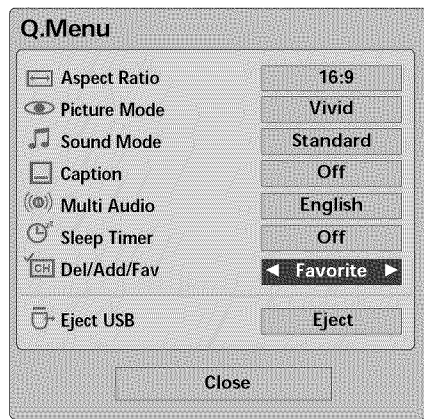 Q.Menu
Aspect Ratio 16:9
Picture Mode Vivid
Sound Mode Standard
Caption Off
Multi Audio English
Sleep Timer Off
CH Del/Add/Fav ◄ Favorite ►
Eject USB Eject
Close